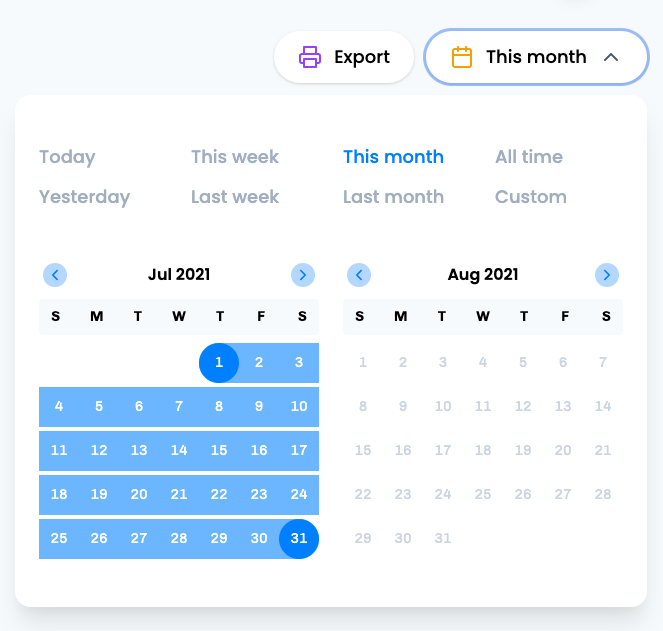 Export This month
Today This week This month All time
Yesterday Last week Last month Custom
Jul 2021 Aug 2021
S M T W T F S S M T W T F S
1 2 3 1 2 3 4 5 6 7
4 5 6 7 8 9 10 8 9 10 11 12 13 14
11 12 13 14 15 16 17 15 16 17 18 19 20 21
18 19 20 21 22 23 24 22 23 24 25 26 27 28
25 26 27 28 29 30 31 29 30 31